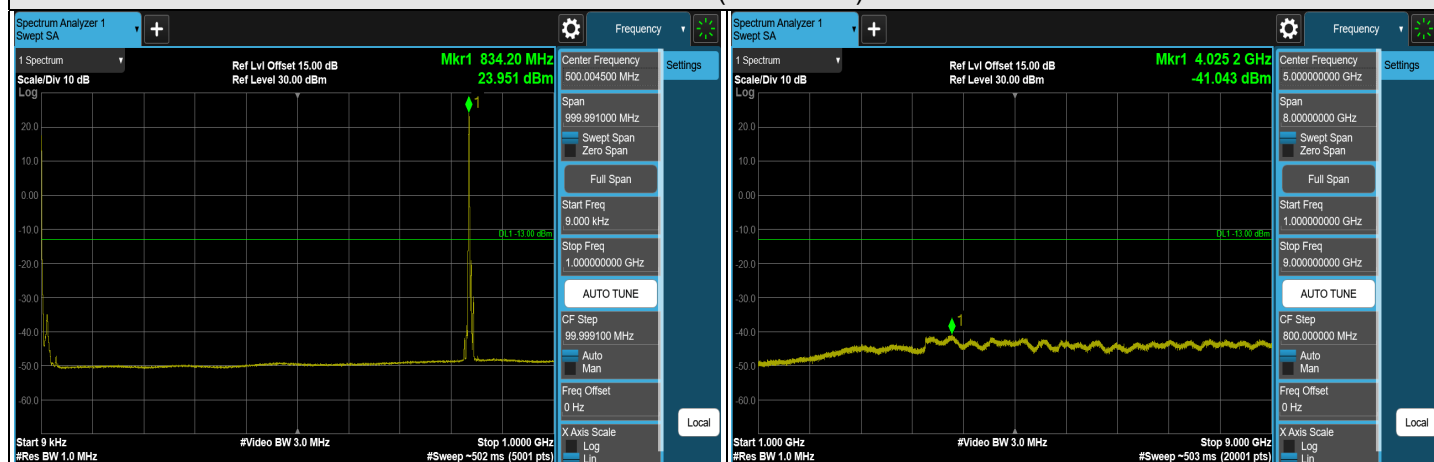 Spectrum Analyzer 1
Swept SA
+
Frequency
1 Spectrum
Scale/Div 10 dB
Ref Lvl Offset 15.00 dB
Ref Level 30.00 dBm
Mkr1 834.20 MHz
23.951 dBm
Log
1
20.0
10.0
0.00
-10.0
DL1 -13.00 dBm
-20.0
-30.0
-40.0
-50.0
-60.0
Start 9 kHz
#Res BW 1.0 MHz
#Video BW 3.0 MHz
Stop 1.0000 GHz
#Sweep ~502 ms (5001 pts)
Center Frequency
500.004500 MHz
Span
999.991000 MHz
Swept Span
Zero Span
Full Span
Start Freq
9.000 kHz
Stop Freq
1.000000000 GHz
AUTO TUNE
CF Step
99.999100 MHz
Auto
Man
Freq Offset
0 Hz
X Axis Scale
Log
Lin
Settings
Local
Spectrum Analyzer 1
Swept SA
+
Frequency
1 Spectrum
Scale/Div 10 dB
Ref Lvl Offset 15.00 dB
Ref Level 30.00 dBm
Mkr1 4.025 2 GHz
-41.043 dBm
Log
20.0
10.0
0.00
-10.0
DL1 -13.00 dBm
-20.0
-30.0
1
-40.0
-50.0
-60.0
Start 1.000 GHz
#Res BW 1.0 MHz
#Video BW 3.0 MHz
Stop 9.000 GHz
#Sweep ~503 ms (20001 pts)
Center Frequency
5.000000000 GHz
Span
8.00000000 GHz
Swept Span
Zero Span
Full Span
Start Freq
1.000000000 GHz
Stop Freq
9.000000000 GHz
AUTO TUNE
CF Step
800.000000 MHz
Auto
Man
Freq Offset
0 Hz
X Axis Scale
Log
Lin
Settings
Local